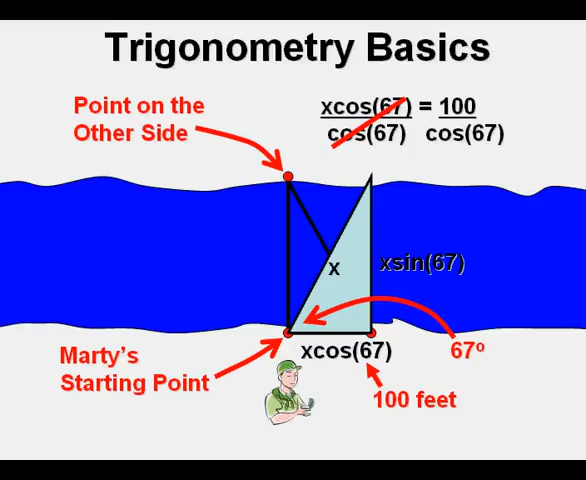 Trigonometry Basics
Point on the
Other Side
xcos(67) = 100
cos(67) cos(67)
x
xsin(67)
Marty's
Starting Point
xcos(67)
67º
100 feet